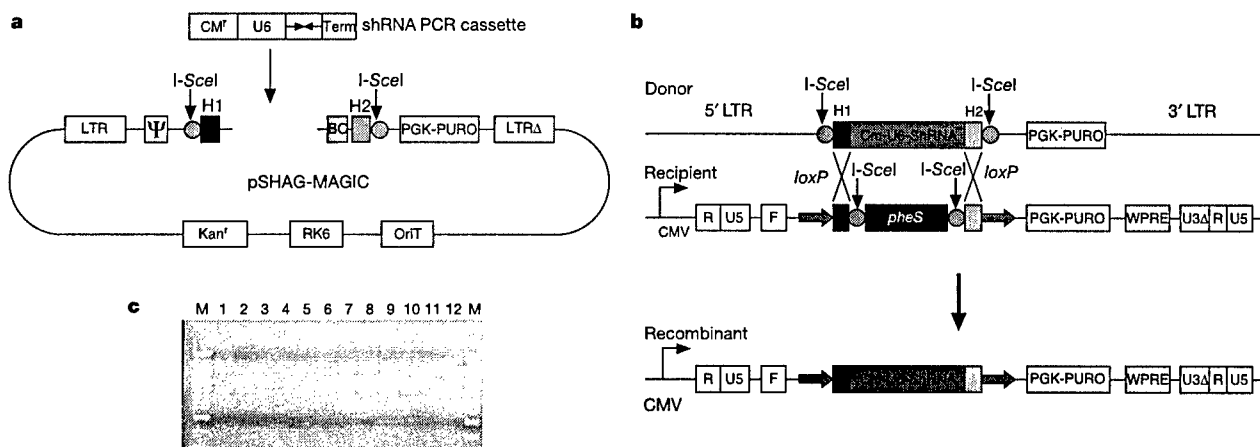 a
CMr U6 Term shRNA PCR cassette
I-SceI I-SceI
H1 H2
LTR Ψ BC PGK-PURO LTRΔ
pSHAG-MAGIC
Kanr RK6 OriT
b
Donor I-SceI I-SceI
5′ LTR H1 H2 3′ LTR
Cm-U6-ShRNA PGK-PURO
Recipient loxP I-SceI I-SceI loxP
CMV R U5 F pheS PGK-PURO WPRE U3Δ R U5
Recombinant
R U5 F PGK-PURO WPRE U3Δ R U5
CMV
c
M 1 2 3 4 5 6 7 8 9 10 11 12 M